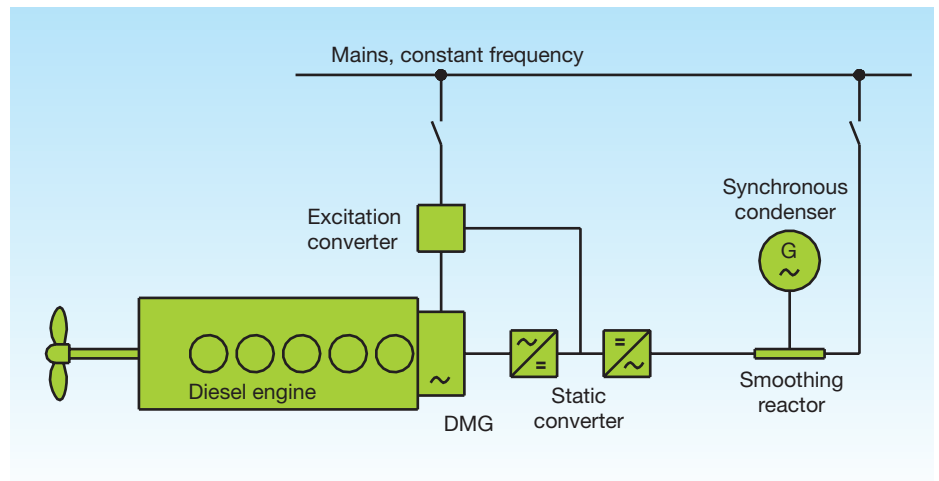 Mains, constant frequency
Synchronous
condenser
G
~
Excitation
converter
Diesel engine
~
DMG
~
=
Static
converter
=
~
Smoothing
reactor